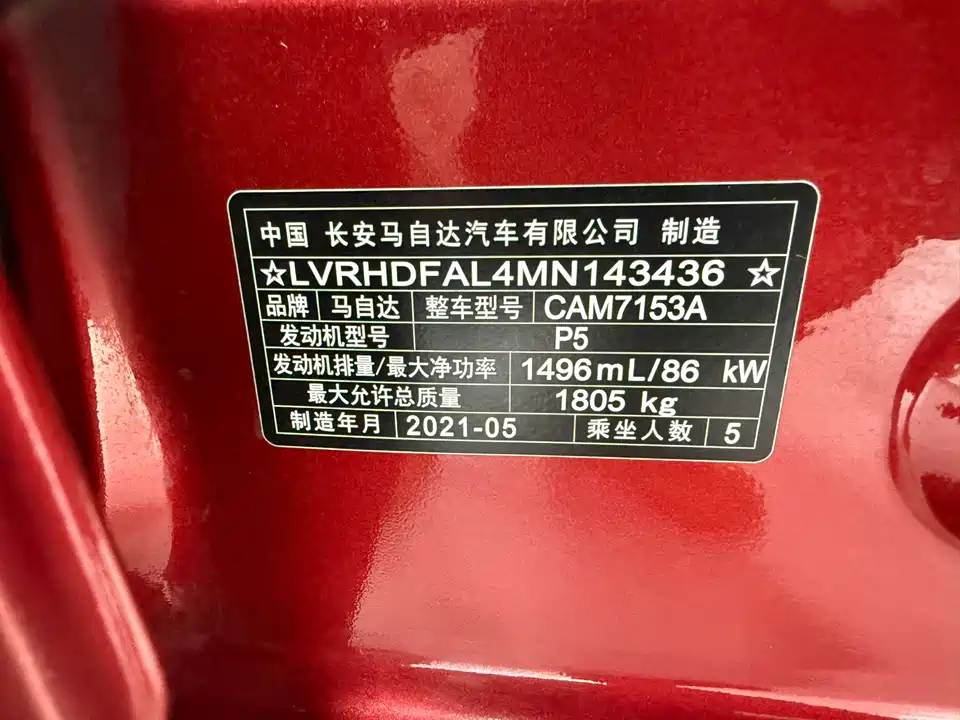 中国 长安马自达汽车有限公司 制造
☆LVRHDFAL4MN143436☆
品牌 马自达 整车型号 CAM7153A
发动机型号 P5
发动机排量/最大净功率 1496mL/86 kW
最大允许总质量 1805 kg
制造年月 2021-05 乘坐人数 5